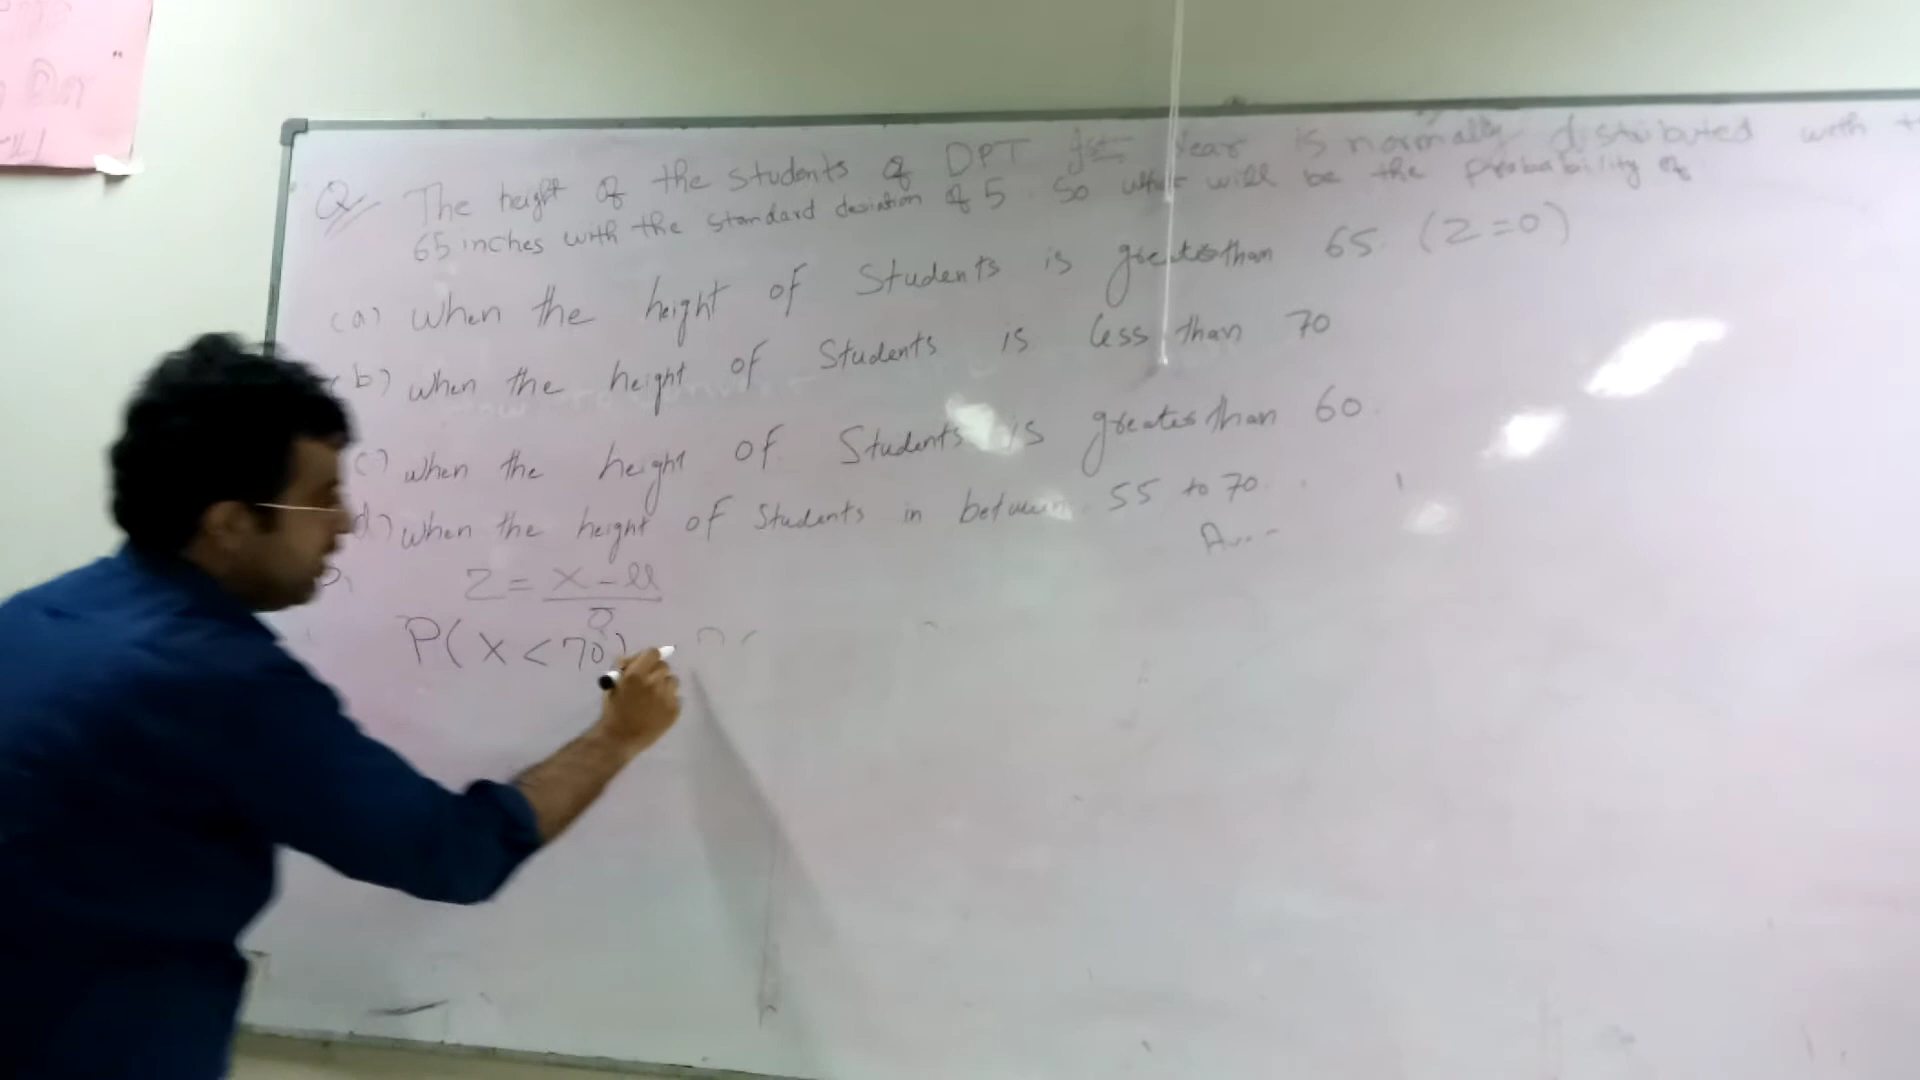 Q The height of the students of DPT Ist Year is normally distributed with
65 inches with the standard deviation of 5. So what will be the probability of
(a) When the height of Students is greater than 65. (Z=0)
b) when the height of Students is less than 70
c) when the height of Students is greater than 60.
d) when the height of Students in between 55 to 70.
Z = X - μ / σ
P(X < 70)